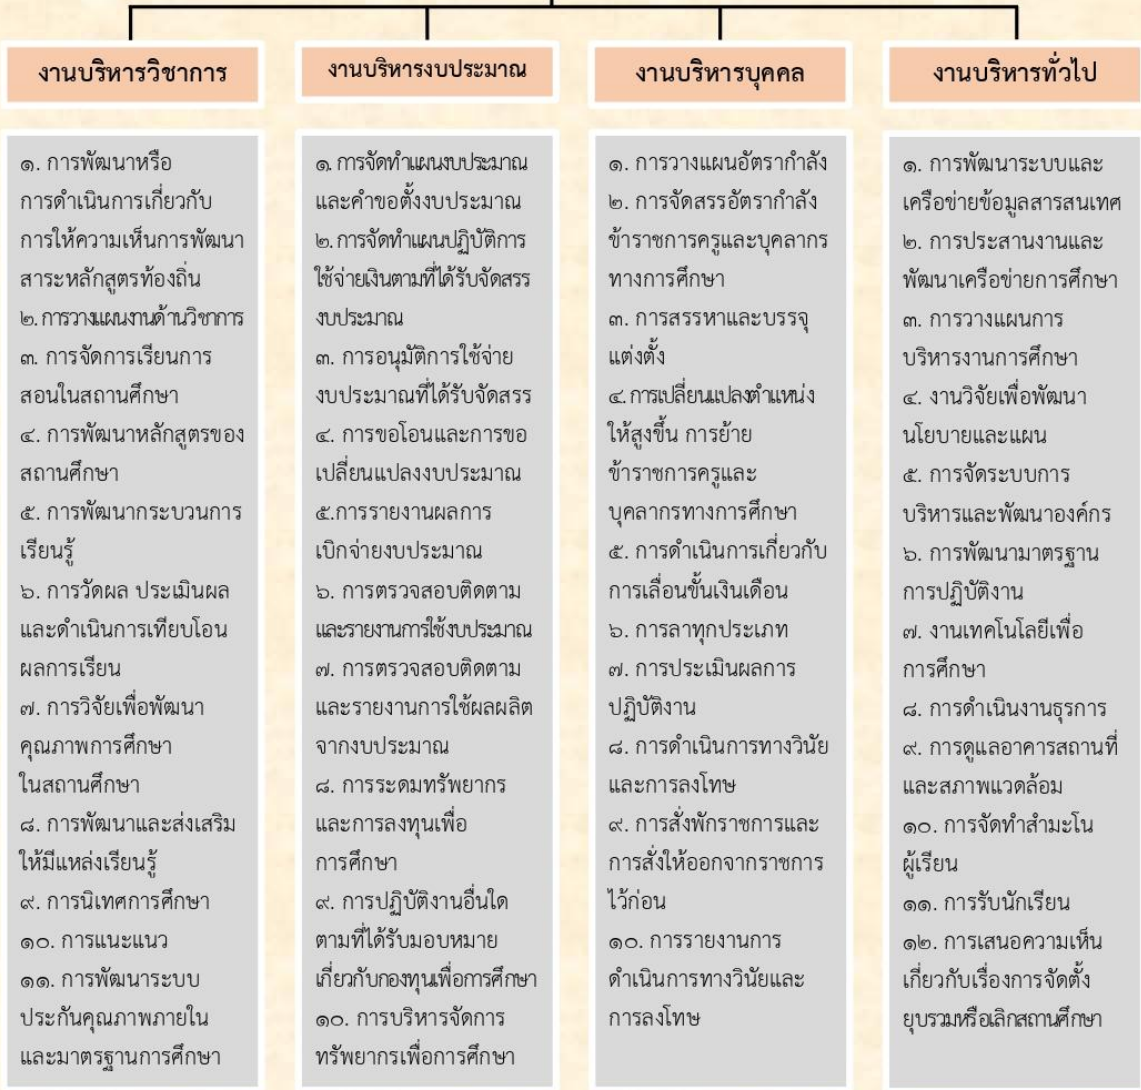 งานบริหารวิชาการ
๑. การพัฒนาหรือ
การดำเนินการเกี่ยวกับ
การให้ความเห็นการพัฒนา
สาระหลักสูตรท้องถิ่น
๒. การวางแผนงานด้านวิชาการ
๓. การจัดการเรียนการ
สอนในสถานศึกษา
๔. การพัฒนาหลักสูตรของ
สถานศึกษา
๕. การพัฒนากระบวนการ
เรียนรู้
๖. การวัดผล ประเมินผล
และดำเนินการเทียบโอน
ผลการเรียน
๗. การวิจัยเพื่อพัฒนา
คุณภาพการศึกษา
ในสถานศึกษา
๘. การพัฒนาและส่งเสริม
ให้มีแหล่งเรียนรู้
๙. การนิเทศการศึกษา
๑๐. การแนะแนว
๑๑. การพัฒนาระบบ
ประกันคุณภาพภายใน
และมาตรฐานการศึกษา
งานบริหารงบประมาณ
๑. การจัดทำแผนงบประมาณ
และคำขอตั้งงบประมาณ
๒. การจัดทำแผนปฏิบัติการ
ใช้จ่ายเงินตามที่ได้รับจัดสรร
งบประมาณ
๓. การอนุมัติการใช้จ่าย
งบประมาณที่ได้รับจัดสรร
๔. การขอโอนและการขอ
เปลี่ยนแปลงงบประมาณ
๕.การรายงานผลการ
เบิกจ่ายงบประมาณ
๖. การตรวจสอบติดตาม
และรายงานการใช้งบประมาณ
๗. การตรวจสอบติดตาม
และรายงานการใช้ผลผลิต
จากงบประมาณ
๘. การระดมทรัพยากร
และการลงทุนเพื่อ
การศึกษา
๙. การปฏิบัติงานอื่นใด
ตามที่ได้รับมอบหมาย
เกี่ยวกับกองทุนเพื่อการศึกษา
๑๐. การบริหารจัดการ
ทรัพยากรเพื่อการศึกษา
งานบริหารบุคคล
๑. การวางแผนอัตรากำลัง
๒. การจัดสรรอัตรากำลัง
ข้าราชการครูและบุคลากร
ทางการศึกษา
๓. การสรรหาและบรรจุ
แต่งตั้ง
๔. การเปลี่ยนแปลงตำแหน่ง
ให้สูงขึ้น การย้าย
ข้าราชการครูและ
บุคลากรทางการศึกษา
๕. การดำเนินการเกี่ยวกับ
การเลื่อนขั้นเงินเดือน
๖. การลาทุกประเภท
๗. การประเมินผลการ
ปฏิบัติงาน
๘. การดำเนินการทางวินัย
และการลงโทษ
๙. การสั่งพักราชการและ
การสั่งให้ออกจากราชการ
ไว้ก่อน
๑๐. การรายงานการ
ดำเนินการทางวินัยและ
การลงโทษ
งานบริหารทั่วไป
๑. การพัฒนาระบบและ
เครือข่ายข้อมูลสารสนเทศ
๒. การประสานงานและ
พัฒนาเครือข่ายการศึกษา
๓. การวางแผนการ
บริหารงานการศึกษา
๔. งานวิจัยเพื่อพัฒนา
นโยบายและแผน
๕. การจัดระบบการ
บริหารและพัฒนาองค์กร
๖. การพัฒนามาตรฐาน
การปฏิบัติงาน
๗. งานเทคโนโลยีเพื่อ
การศึกษา
๘. การดำเนินงานธุรการ
๙. การดูแลอาคารสถานที่
และสภาพแวดล้อม
๑๐. การจัดทำสำมะโน
ผู้เรียน
๑๑. การรับนักเรียน
๑๒. การเสนอความเห็น
เกี่ยวกับเรื่องการจัดตั้ง
ยุบรวมหรือเลิกสถานศึกษา